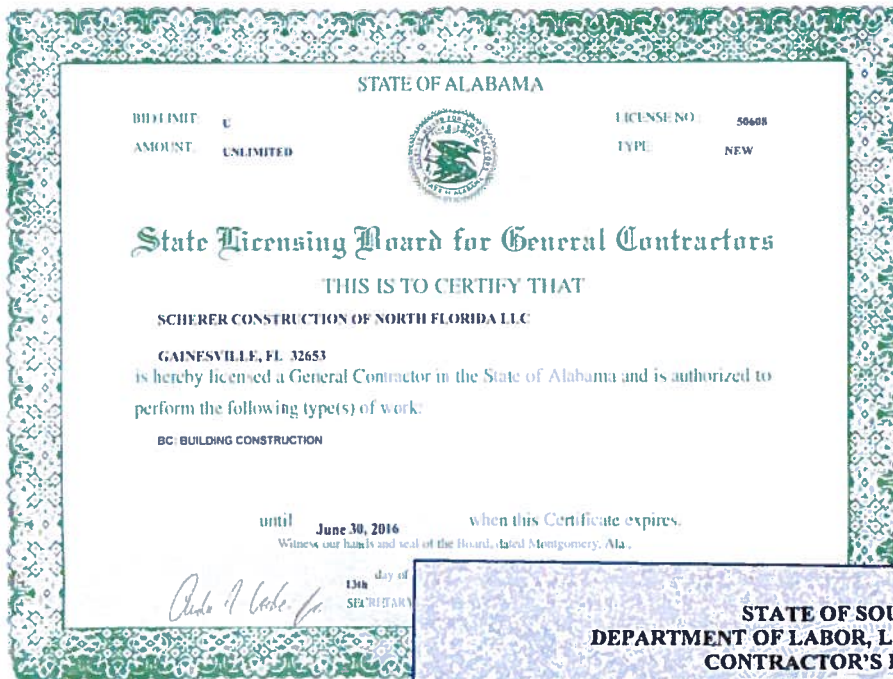 STATE OF ALABAMA
BID LIMIT: U
AMOUNT: UNLIMITED
LICENSE NO.: 50608
TYPE: NEW
State Licensing Board for General Contractors
THIS IS TO CERTIFY THAT
SCHERER CONSTRUCTION OF NORTH FLORIDA LLC
GAINESVILLE, FL 32653
is hereby licensed a General Contractor in the State of Alabama and is authorized to
perform the following type(s) of work:
BC: BUILDING CONSTRUCTION
until June 30, 2016 when this Certificate expires.
Witness our hands and seal of the Board, dated Montgomery, Ala.,
13th day of
SECRETARY
STATE OF SOU
DEPARTMENT OF LABOR, L
CONTRACTOR'S